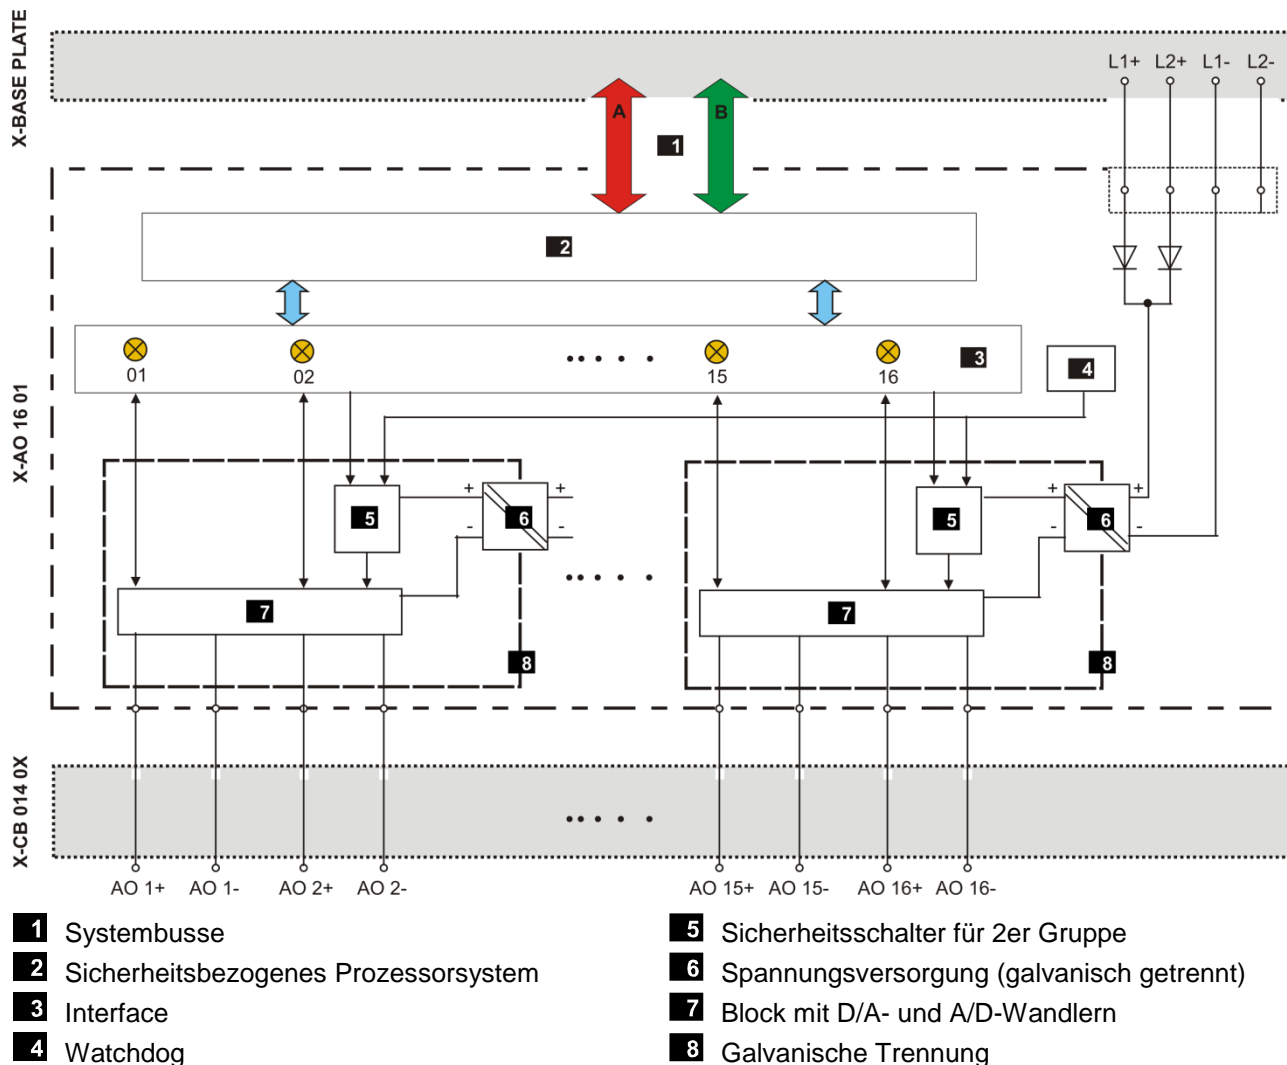 X-BASE PLATE
L1+ L2+ L1- L2-
A B
1
2
X-AO 16 01
01 02 15 16
3
4
5 + 6 + - -
5 + 6 + - -
7 7
8 8
X-CB 014 0X
AO 1+ AO 1- AO 2+ AO 2- AO 15+ AO 15- AO 16+ AO 16-
1 Systembusse
2 Sicherheitsbezogenes Prozessorsystem
3 Interface
4 Watchdog
5 Sicherheitsschalter für 2er Gruppe
6 Spannungsversorgung (galvanisch getrennt)
7 Block mit D/A- und A/D-Wandlern
8 Galvanische Trennung